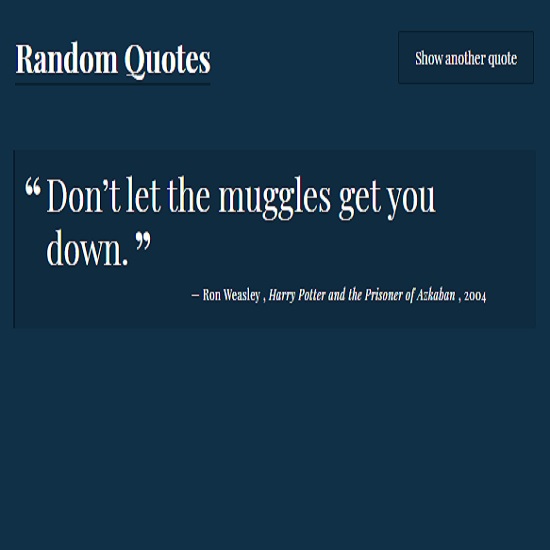 Random Quotes
Show another quote
“ Don’t let the muggles get you
down. ”
– Ron Weasley , Harry Potter and the Prisoner of Azkaban , 2004